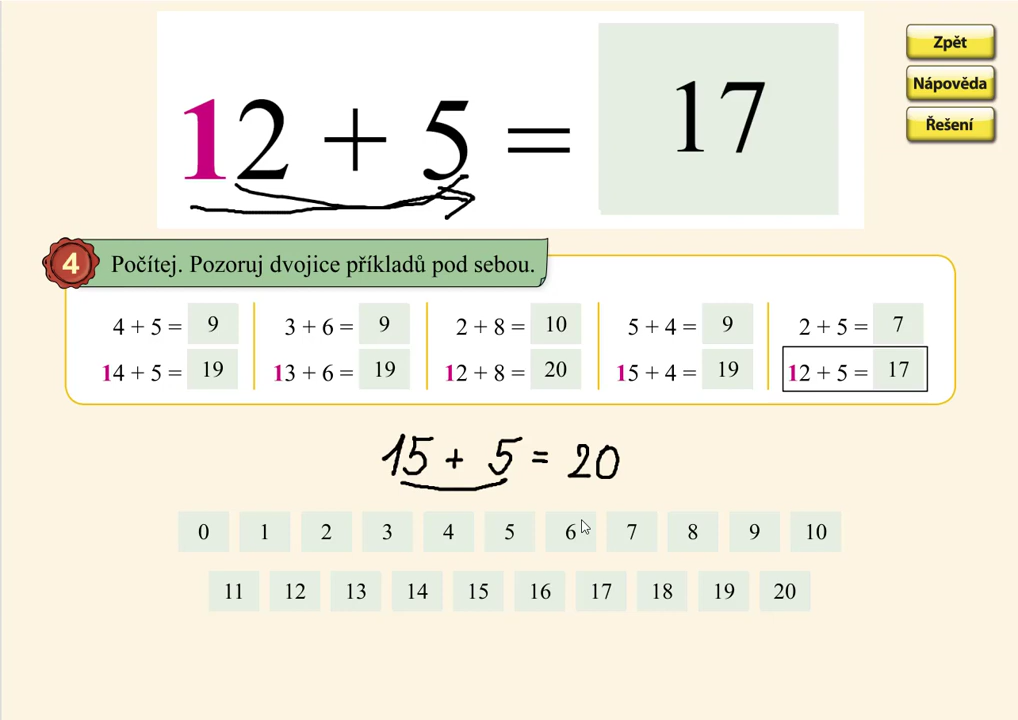 12 + 5 = 17
Zpět
Nápověda
Řešení
4 Počítej. Pozoruj dvojice příkladů pod sebou.
4 + 5 = 9 3 + 6 = 9 2 + 8 = 10 5 + 4 = 9 2 + 5 = 7
14 + 5 = 19 13 + 6 = 19 12 + 8 = 20 15 + 4 = 19 12 + 5 = 17
15 + 5 = 20
0 1 2 3 4 5 6 7 8 9 10
11 12 13 14 15 16 17 18 19 20